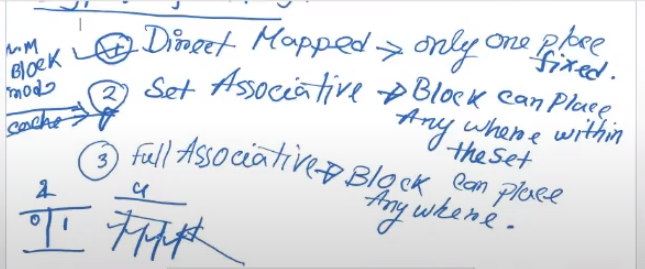 M.M
Block
modo
cache
① Direct Mapped → only one place
fixed.
② Set Associative → Block can Place
Any where within
the set
③ Full Associative → Block can place
Any where.
2 4
0 1